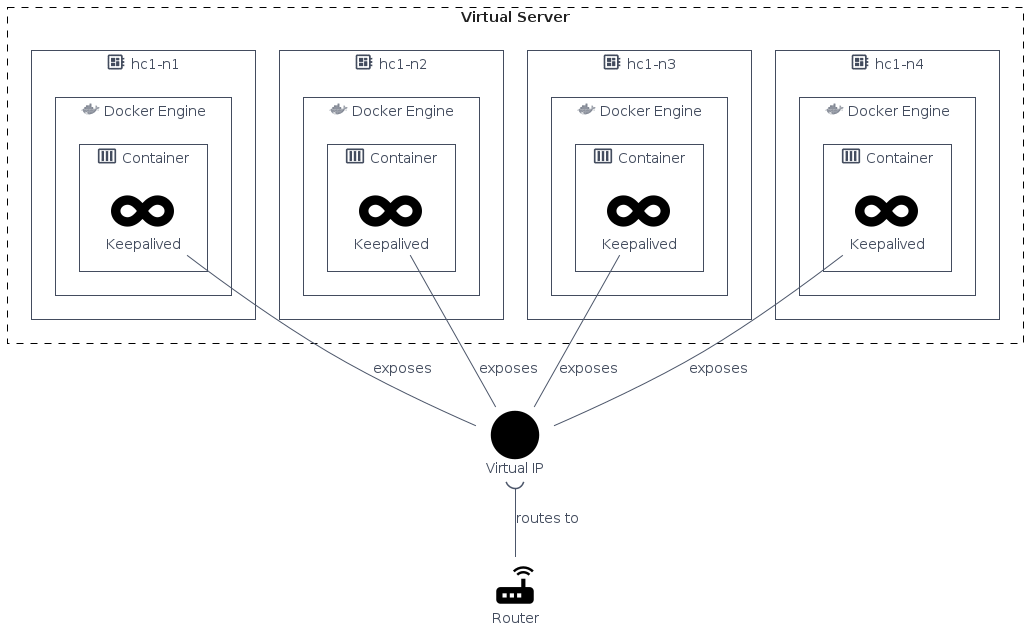 Virtual Server
hc1-n1
hc1-n2
hc1-n3
hc1-n4
Docker Engine
Docker Engine
Docker Engine
Docker Engine
Container
Container
Container
Container
Keepalived
Keepalived
Keepalived
Keepalived
exposes
exposes
exposes
exposes
Virtual IP
routes to
Router